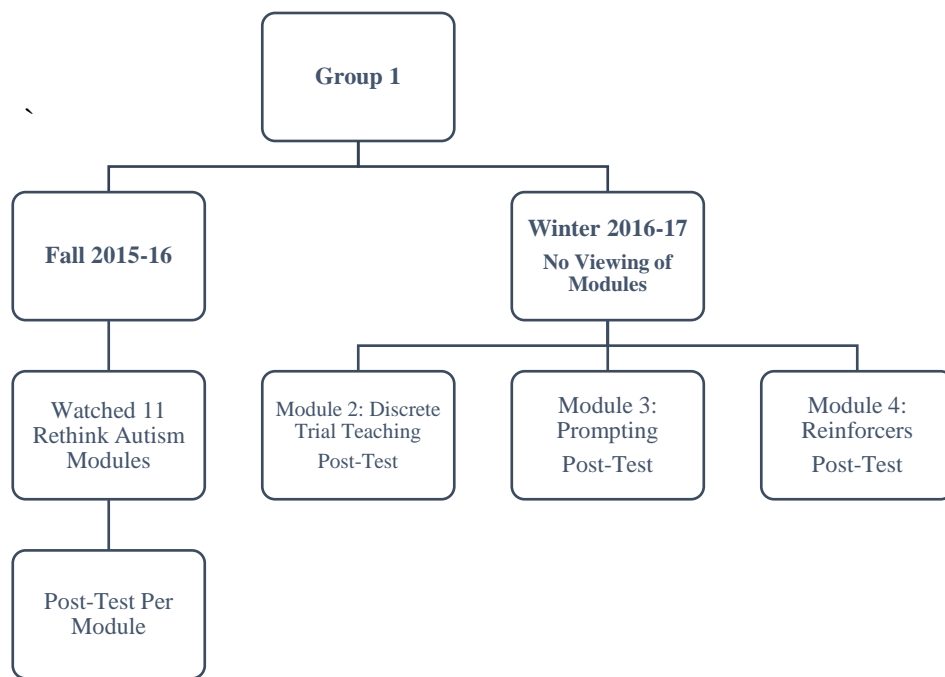 Group 1
`
Fall 2015-16
Winter 2016-17
No Viewing of
Modules
Watched 11
Rethink Autism
Modules
Module 2: Discrete
Trial Teaching
Post-Test
Module 3:
Prompting
Post-Test
Module 4:
Reinforcers
Post-Test
Post-Test Per
Module